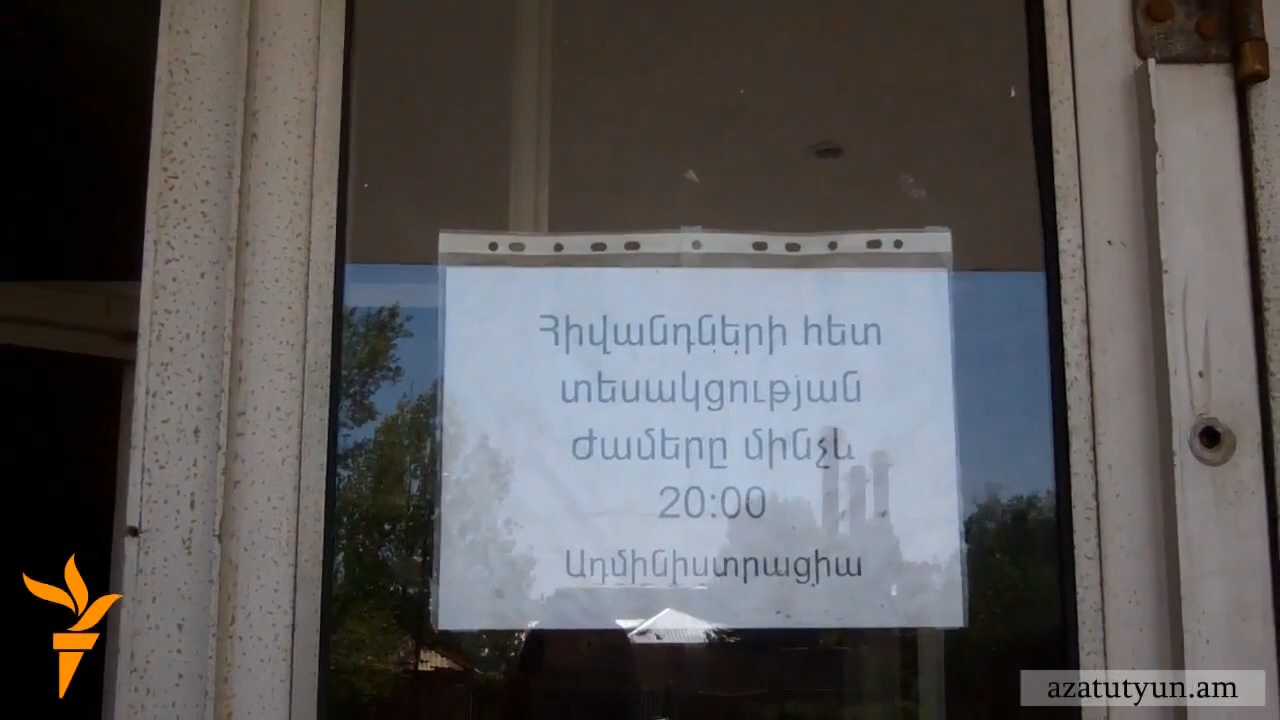 Հիվանդների հետ
տեսակցության
ժամերը մինչև
20:00
Ադմինիստրացիա
azatutyun.am